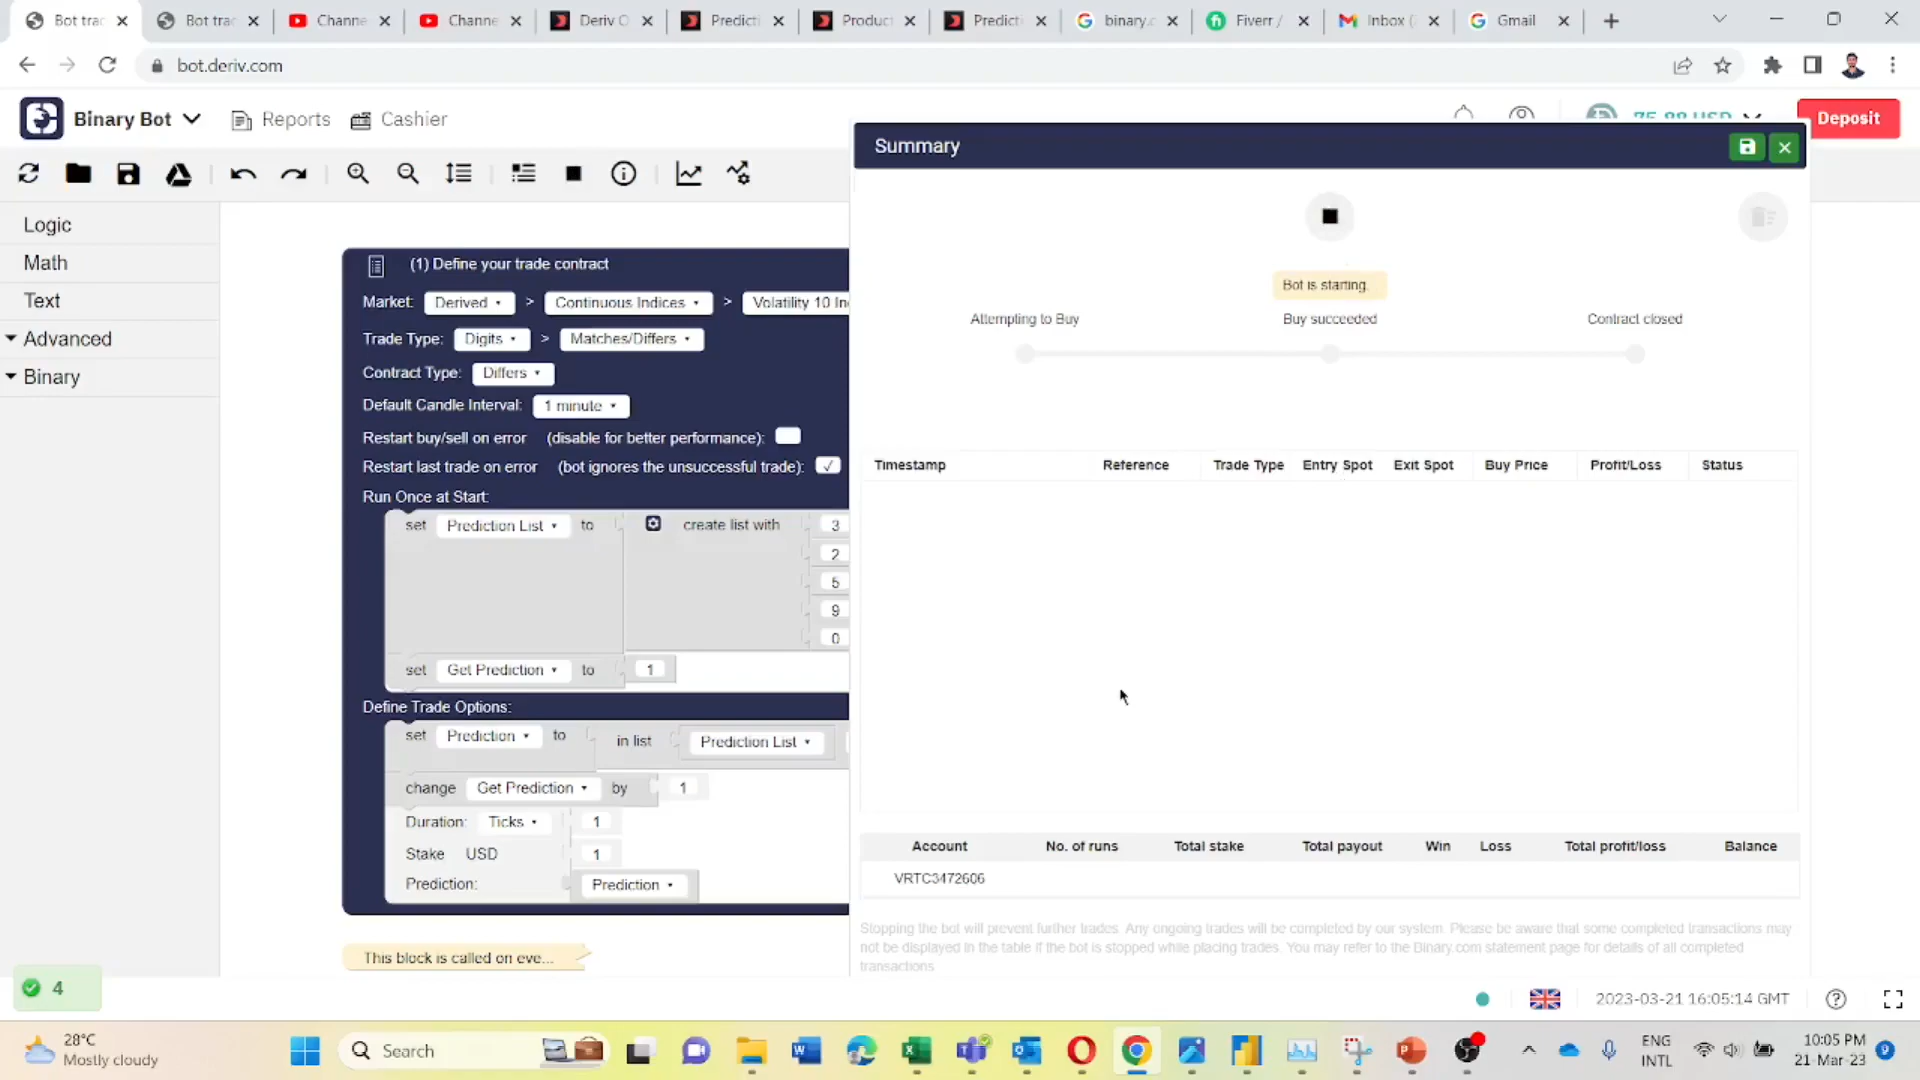 Bot trac
Bot trac
Channe
Channe
Deriv O
Predicti
Produc
Predicti
binary.c
Fiverr /
Inbox (
Gmail
bot.deriv.com
Binary Bot
Reports
Cashier
75.88 USD
Deposit
Summary
Logic
Math
Text
Advanced
Binary
(1) Define your trade contract
Market: Derived > Continuous Indices > Volatility 10 In
Trade Type: Digits > Matches/Differs
Contract Type: Differs
Default Candle Interval: 1 minute
Restart buy/sell on error (disable for better performance):
Restart last trade on error (bot ignores the unsuccessful trade):
Run Once at Start:
set Prediction List to create list with 3
2
5
9
0
set Get Prediction to 1
Define Trade Options:
set Prediction to in list Prediction List
change Get Prediction by 1
Duration: Ticks 1
Stake USD 1
Prediction: Prediction
This block is called on eve...
4
Bot is starting.
Attempting to Buy Buy succeeded Contract closed
Timestamp Reference Trade Type Entry Spot Exit Spot Buy Price Profit/Loss Status
Account No. of runs Total stake Total payout Win Loss Total profit/loss Balance
VRTC3472606
Stopping the bot will prevent further trades. Any ongoing trades will be completed by our system. Please be aware that some completed transactions may
not be displayed in the table if the bot is stopped while placing trades. You may refer to the Binary.com statement page for details of all completed
transactions.
2023-03-21 16:05:14 GMT
28°C
Mostly cloudy
Search
ENG
INTL
10:05 PM
21-Mar-23
9